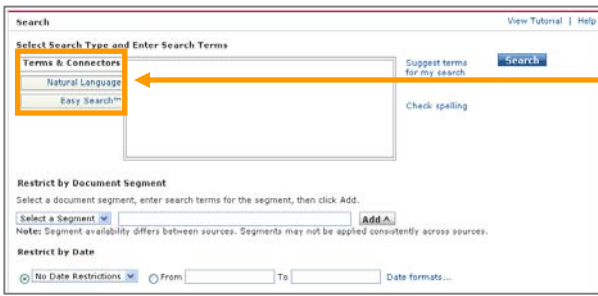 Search View Tutorial | Help
Select Search Type and Enter Search Terms
Terms & Connectors
Natural Language
Easy Search™
Suggest terms
for my search
Search
Check spelling
Restrict by Document Segment
Select a document segment, enter search terms for the segment, then click Add.
Select a Segment Add
Note: Segment availability differs between sources. Segments may not be applied consistently across sources.
Restrict by Date
No Date Restrictions From To Date formats...